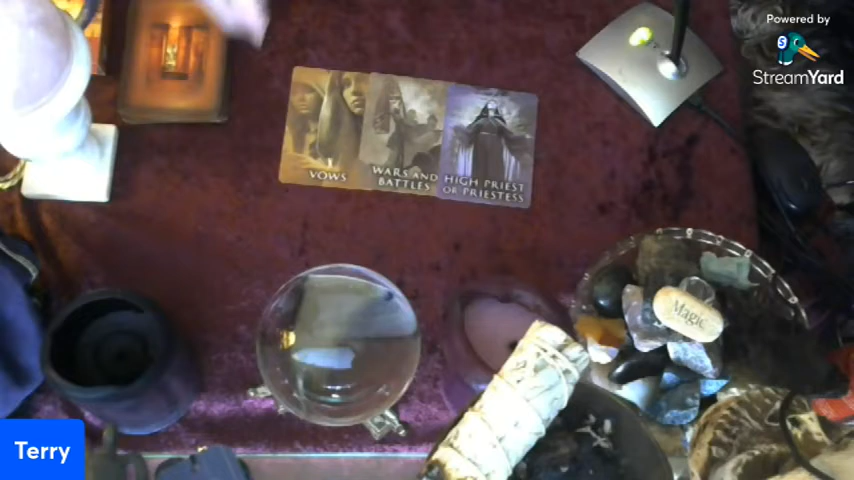 Powered by
StreamYard
VOWS
WARS AND
BATTLES
HIGH PRIEST
OR PRIESTESS
Magic
Terry